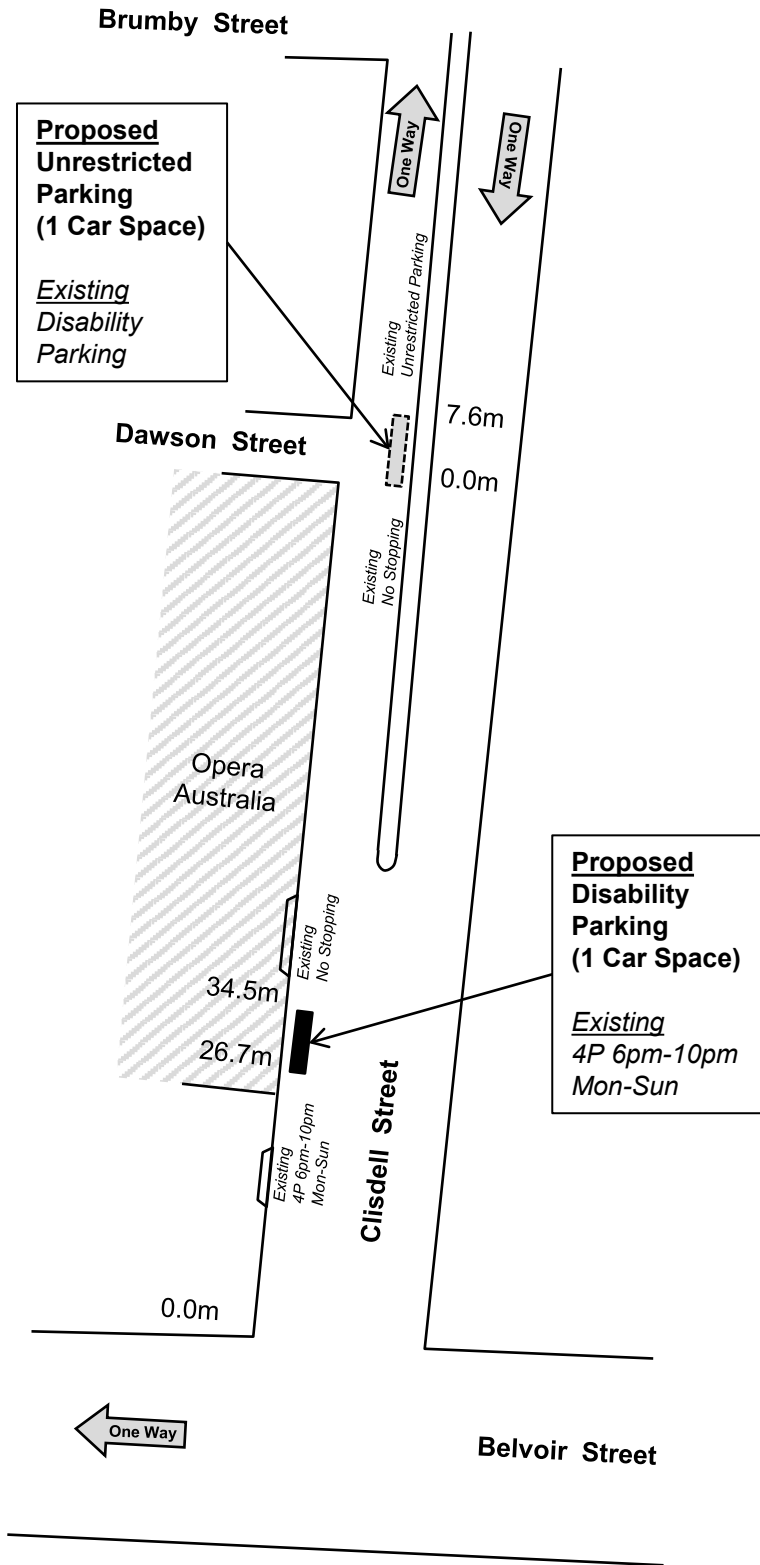 Brumby Street
Proposed
Unrestricted
Parking
(1 Car Space)
Existing
Disability
Parking
One Way
One Way
Existing
Unrestricted Parking
7.6m
Dawson Street
0.0m
Existing
No Stopping
Opera
Australia
Proposed
Disability
Parking
(1 Car Space)
Existing
4P 6pm-10pm
Mon-Sun
Existing
No Stopping
34.5m
26.7m
Clisdell Street
Existing
4P 6pm-10pm
Mon-Sun
0.0m
One Way
Belvoir Street